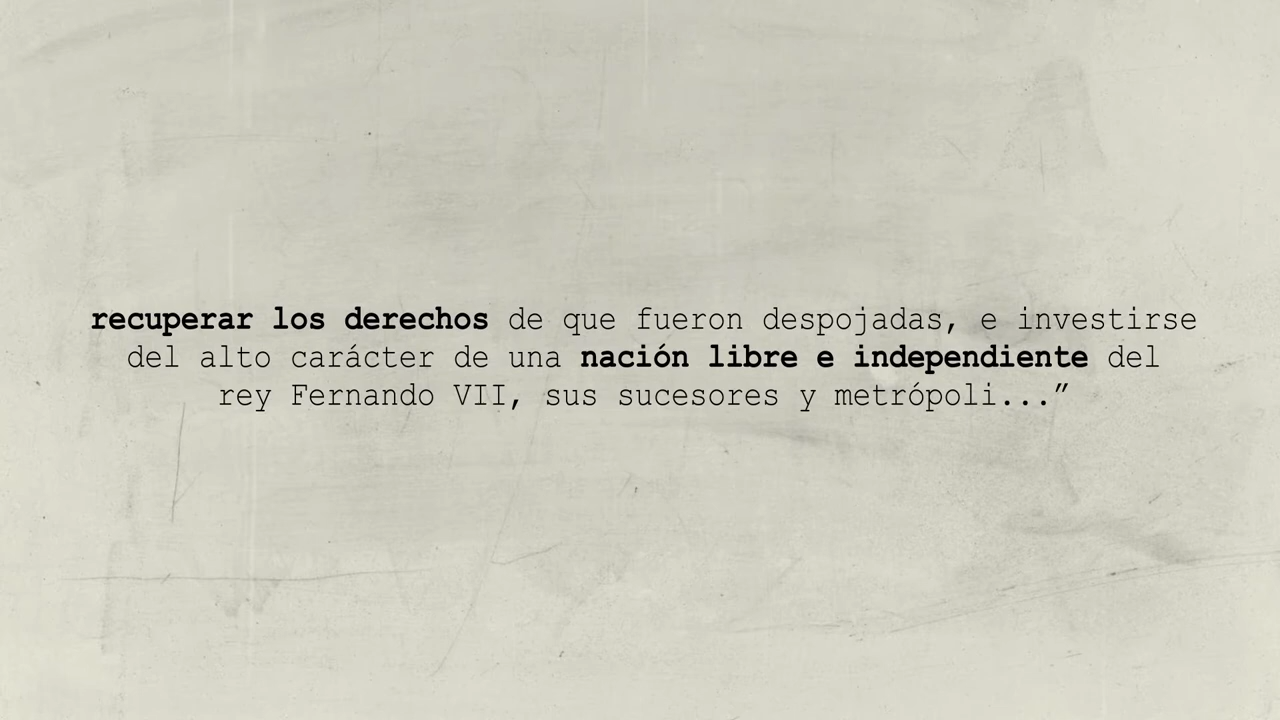 recuperar los derechos de que fueron despojadas, e investirse
del alto carácter de una nación libre e independiente del
rey Fernando VII, sus sucesores y metrópoli...”